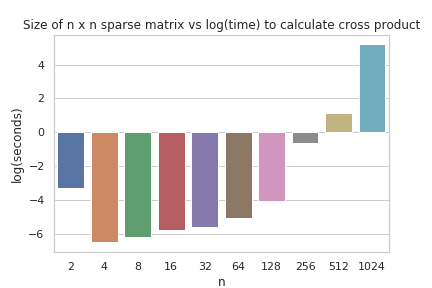 Size of n x n sparse matrix vs log(time) to calculate cross product
4
2
0
−2
−4
−6
log(seconds)
2 4 8 16 32 64 128 256 512 1024
n